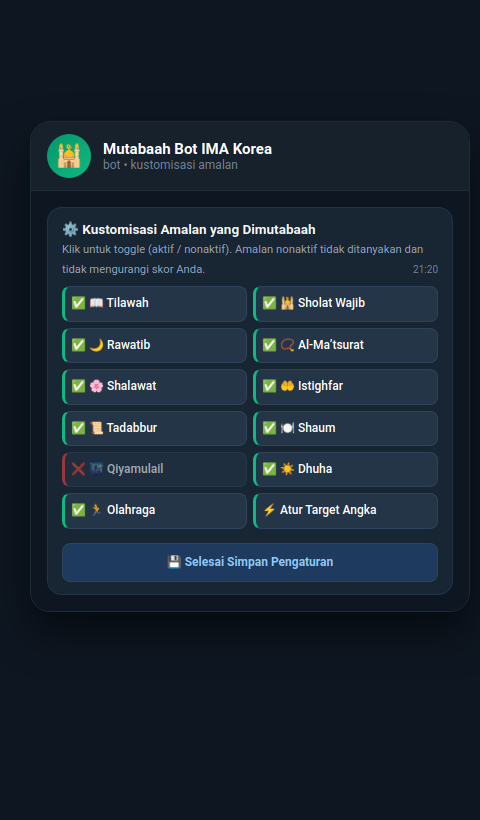 Mutabaah Bot IMA Korea
bot • kustomisasi amalan
⚙️ Kustomisasi Amalan yang Dimutabaah
Klik untuk toggle (aktif / nonaktif). Amalan nonaktif tidak ditanyakan dan
tidak mengurangi skor Anda.
21:20
✅ 📖 Tilawah
✅ 🕌 Sholat Wajib
✅ 🌙 Rawatib
✅ 📿 Al-Ma'tsurat
✅ 🌸 Shalawat
✅ 🤲 Istighfar
✅ 📜 Tadabbur
✅ 🍽️ Shaum
❌ 🌃 Qiyamulail
✅ ☀️ Dhuha
✅ 🏃 Olahraga
⚡ Atur Target Angka
💾 Selesai Simpan Pengaturan